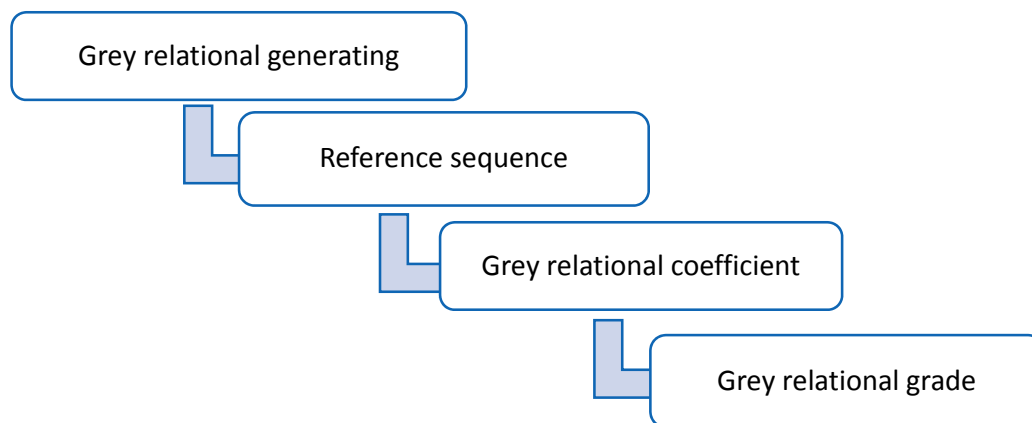 Grey relational generating
Reference sequence
Grey relational coefficient
Grey relational grade